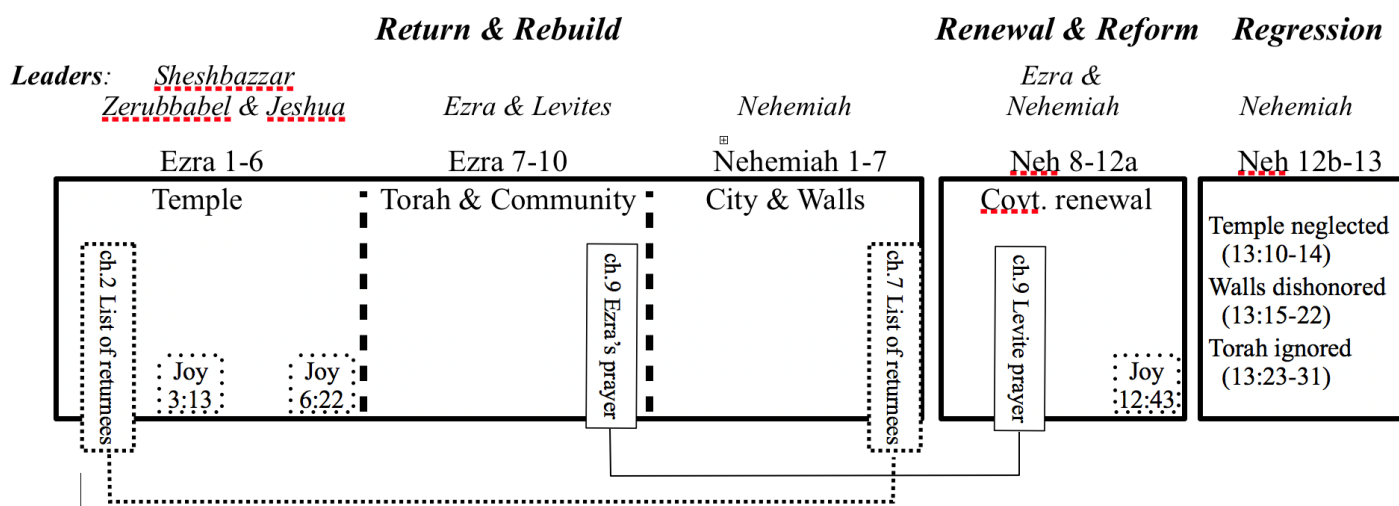 Return & Rebuild
Renewal & Reform
Regression
Leaders:
Sheshbazzar
Zerubbabel & Jeshua
Ezra & Levites
Nehemiah
Ezra &
Nehemiah
Nehemiah
Ezra 1-6
Ezra 7-10
Nehemiah 1-7
Neh 8-12a
Neh 12b-13
Temple
Torah & Community
City & Walls
Covt. renewal
ch.2 List of returnees
Joy
3:13
Joy
6:22
ch.9 Ezra’s prayer
ch.7 List of returnees
ch.9 Levite prayer
Joy
12:43
Temple neglected
(13:10-14)
Walls dishonored
(13:15-22)
Torah ignored
(13:23-31)